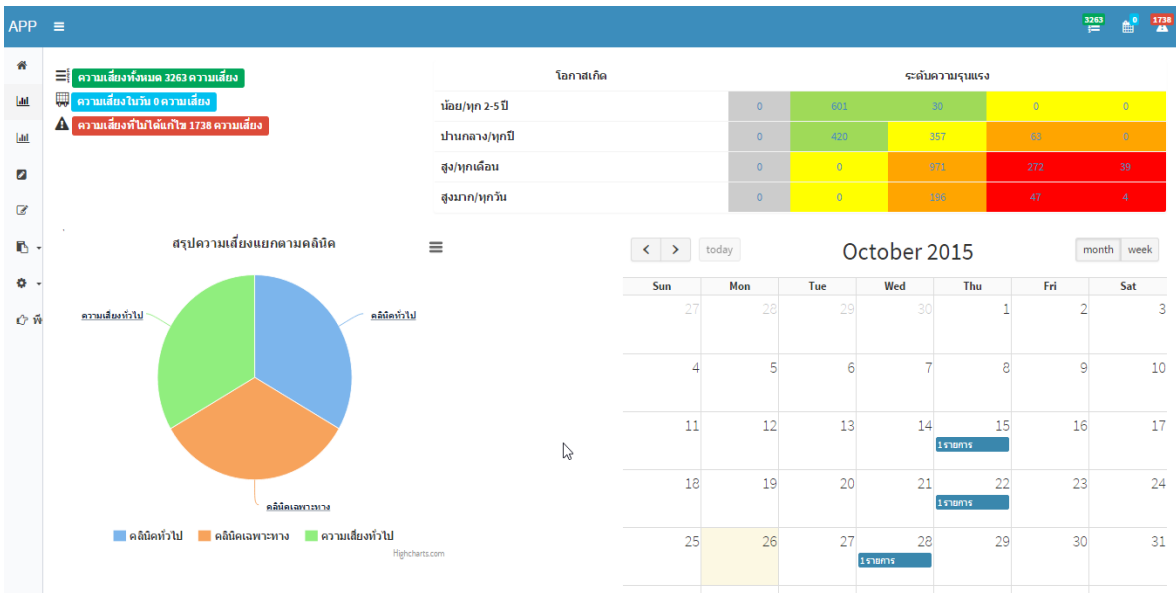 APP
3263
0
1738
ความเสี่ยงทั้งหมด 3263 ความเสี่ยง
ความเสี่ยงในวัน 0 ความเสี่ยง
ความเสี่ยงที่ไม่ได้แก้ไข 1738 ความเสี่ยง
โอกาสเกิด ระดับความรุนแรง
น้อย/ทุก 2-5 ปี 0 601 30 0 0
ปานกลาง/ทุกปี 0 420 357 63 0
สูง/ทุกเดือน 0 0 971 272 39
สูงมาก/ทุกวัน 0 0 196 47 4
สรุปความเสี่ยงแยกตามคลินิค
ความเสี่ยงทั่วไป
คลินิคทั่วไป
คลินิคเฉพาะทาง
คลินิคทั่วไป คลินิคเฉพาะทาง ความเสี่ยงทั่วไป
Highcharts.com
today October 2015 month week
Sun Mon Tue Wed Thu Fri Sat
27 28 29 30 1 2 3
4 5 6 7 8 9 10
11 12 13 14 15 16 17
1 รายการ
18 19 20 21 22 23 24
1 รายการ
25 26 27 28 29 30 31
1 รายการ